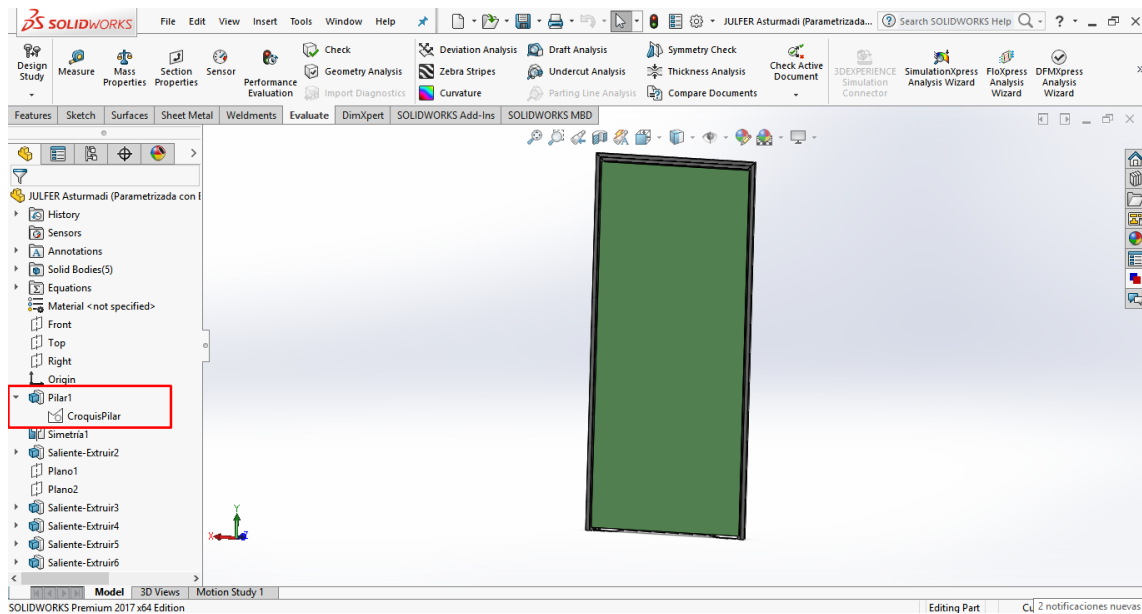 SOLIDWORKS File Edit View Insert Tools Window Help JULFER Asturmadi (Parametrizada... Search SOLIDWORKS Help ?
Design Study
Measure
Mass Properties
Section Properties
Sensor
Performance Evaluation
Check
Geometry Analysis
Import Diagnostics
Deviation Analysis
Zebra Stripes
Curvature
Draft Analysis
Undercut Analysis
Parting Line Analysis
Symmetry Check
Thickness Analysis
Compare Documents
Check Active Document
3DEXPERIENCE Simulation Connector
SimulationXpress Analysis Wizard
FloXpress Analysis Wizard
DFMXpress Analysis Wizard
Features Sketch Surfaces Sheet Metal Weldments Evaluate DimXpert SOLIDWORKS Add-Ins SOLIDWORKS MBD
JULFER Asturmadi (Parametrizada con E
History
Sensors
Annotations
Solid Bodies(5)
Equations
Material <not specified>
Front
Top
Right
Origin
Pilar1
CroquisPilar
Simetría1
Saliente-Extruir2
Plano1
Plano2
Saliente-Extruir3
Saliente-Extruir4
Saliente-Extruir5
Saliente-Extruir6
Y
X
Model 3D Views Motion Study 1
SOLIDWORKS Premium 2017 x64 Edition Editing Part Cu 2 notificaciones nuevas